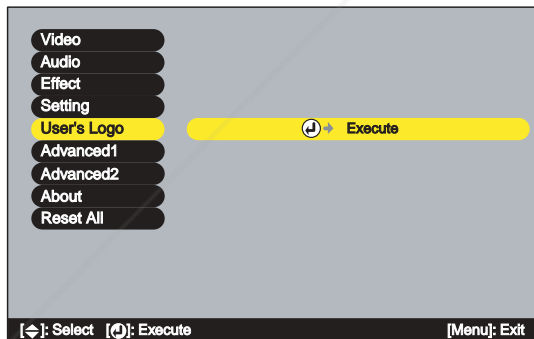 Video
Audio
Effect
Setting
User's Logo
Execute
Advanced1
Advanced2
About
Reset All
[]: Select []: Execute [Menu]: Exit